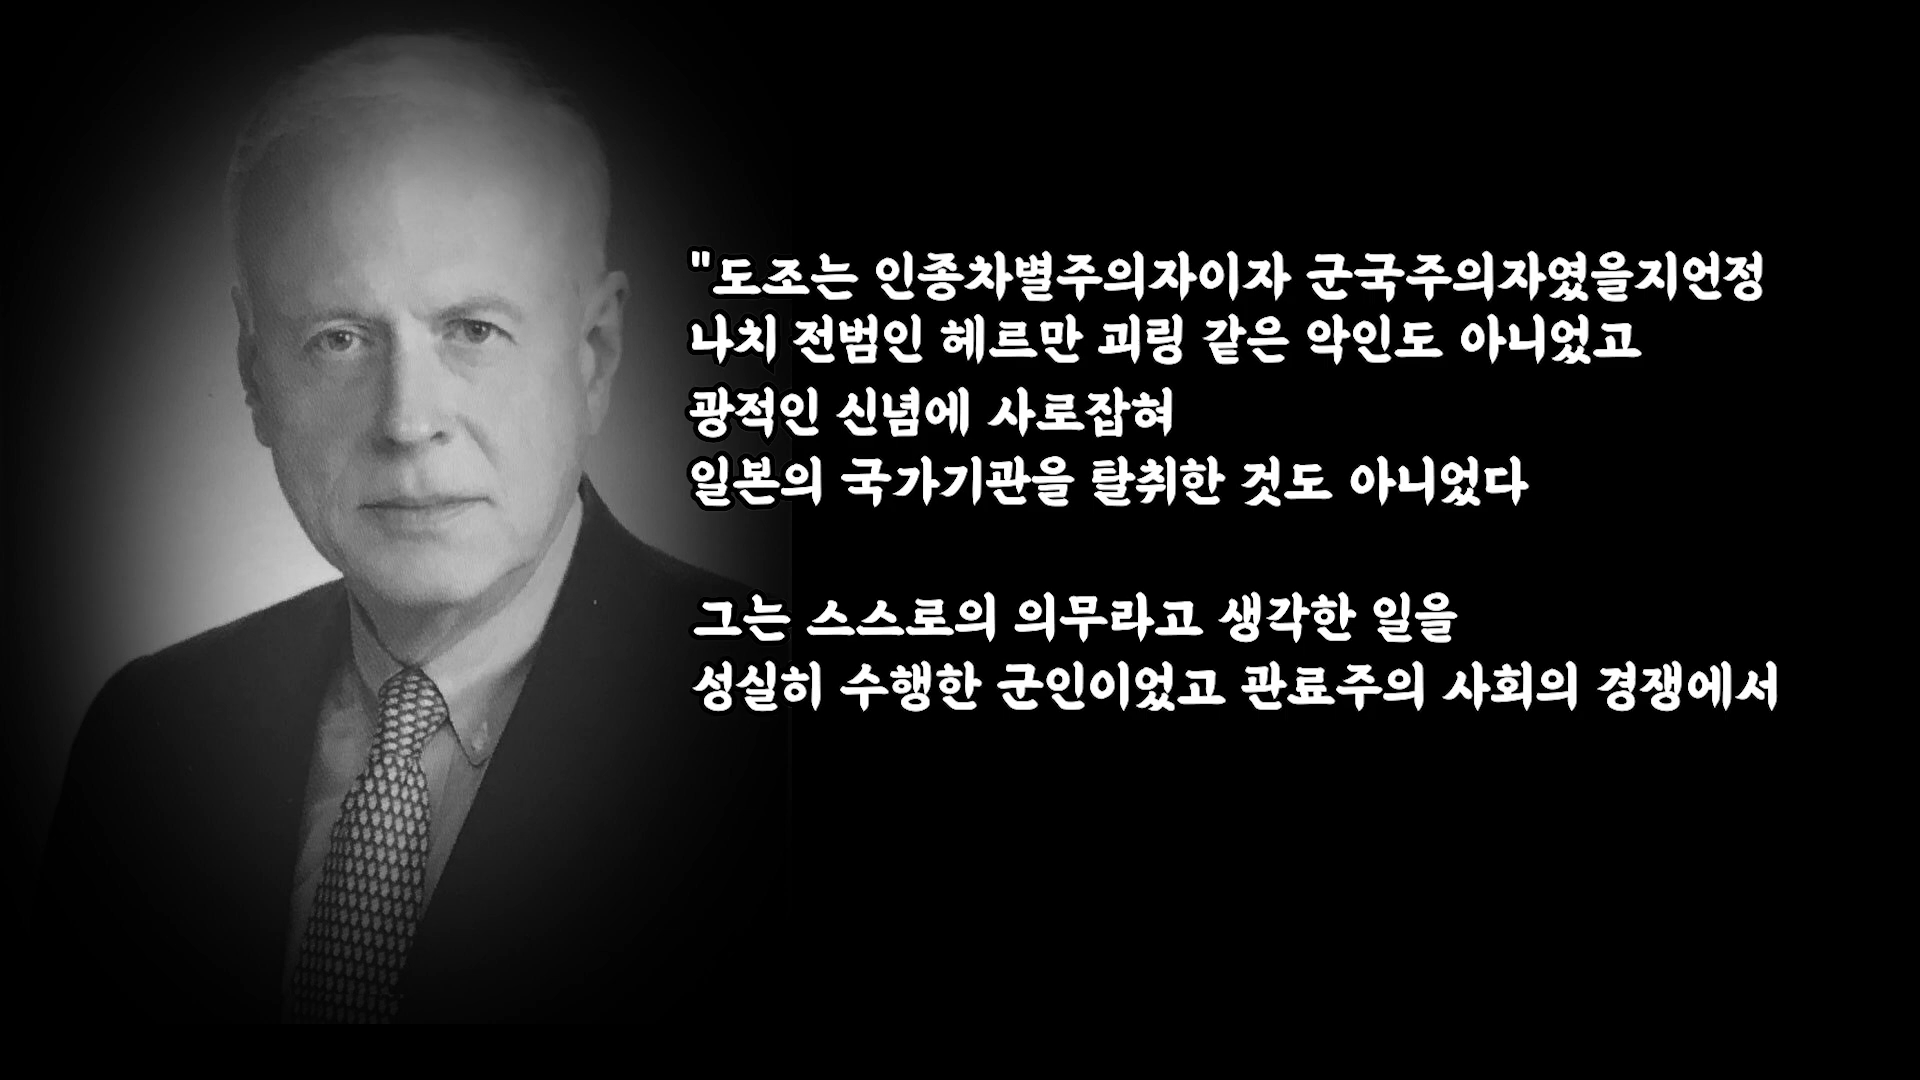 "도조는 인종차별주의자이자 군국주의자였을지언정
나치 전범인 헤르만 괴링 같은 악인도 아니었고
광적인 신념에 사로잡혀
일본의 국가기관을 탈취한 것도 아니었다
그는 스스로의 의무라고 생각한 일을
성실히 수행한 군인이었고 관료주의 사회의 경쟁에서